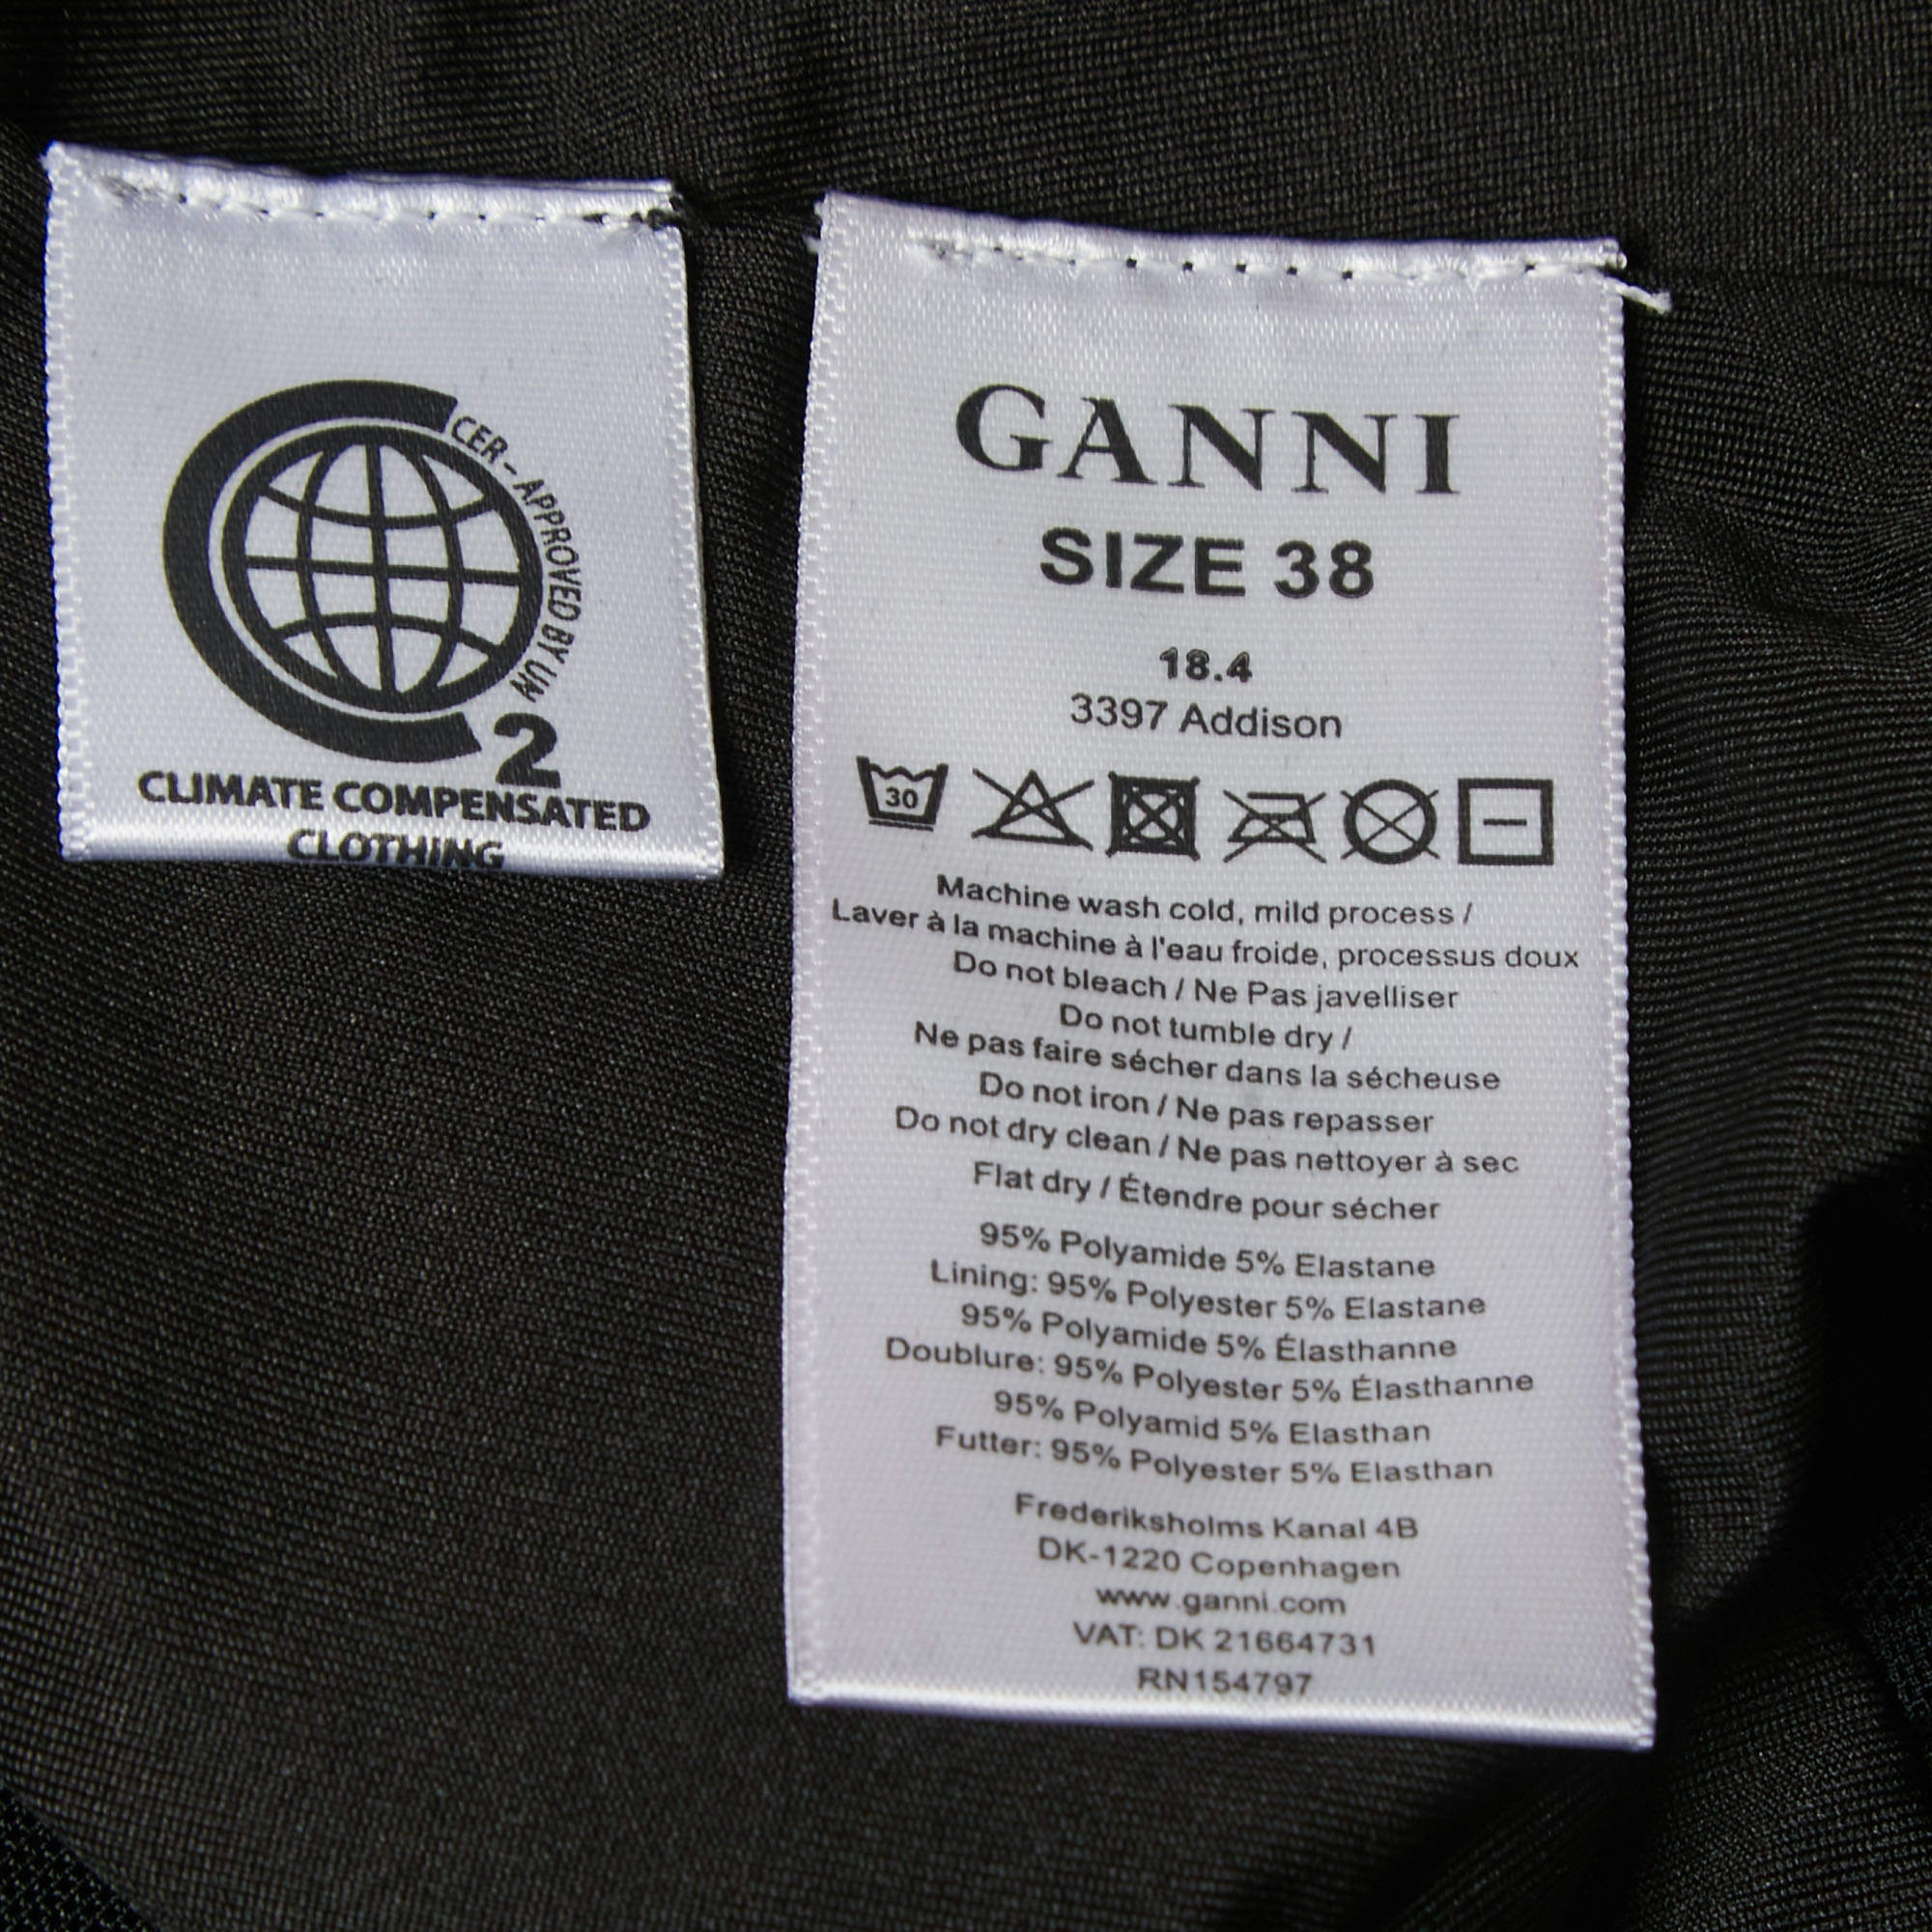 CER - APPROVED BY UN
2
CLIMATE COMPENSATED
CLOTHING
GANNI
SIZE 38
18.4
3397 Addison
30
Machine wash cold, mild process /
Laver à la machine à l'eau froide, processus doux
Do not bleach / Ne Pas javelliser
Do not tumble dry /
Ne pas faire sécher dans la sécheuse
Do not iron / Ne pas repasser
Do not dry clean / Ne pas nettoyer à sec
Flat dry / Étendre pour sécher
95% Polyamide 5% Elastane
Lining: 95% Polyester 5% Elastane
95% Polyamide 5% Élasthanne
Doublure: 95% Polyester 5% Élasthanne
95% Polyamid 5% Elasthan
Futter: 95% Polyester 5% Elasthan
Frederiksholms Kanal 4B
DK-1220 Copenhagen
www.ganni.com
VAT: DK 21664731
RN154797